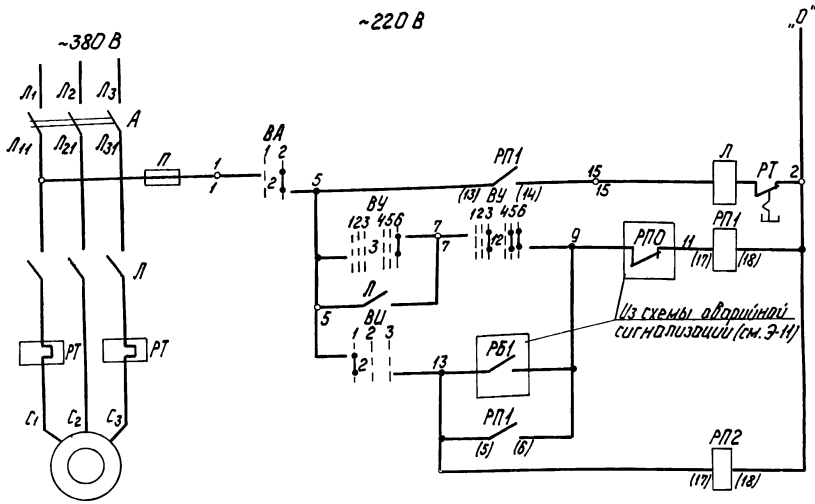 ~380 В
~220 В
„0"
Л1
Л2
Л3
А
Л11
Л21
Л31
П
1
1
ВА
1 2
2
5
РП1
(13)
(14)
15
15
Л
РТ
2
ВУ
123 456
3
7
7
ВУ
123 456
12
9
РПО
11
РП1
(17)
(18)
Л
5
Л
ВИ
1 2 3
2
Из схемы аварийной
сигнализации (см. Э-11)
13
РБ1
РТ
РТ
РП1
(5)
(6)
С1
С2
С3
РП2
(17)
(18)